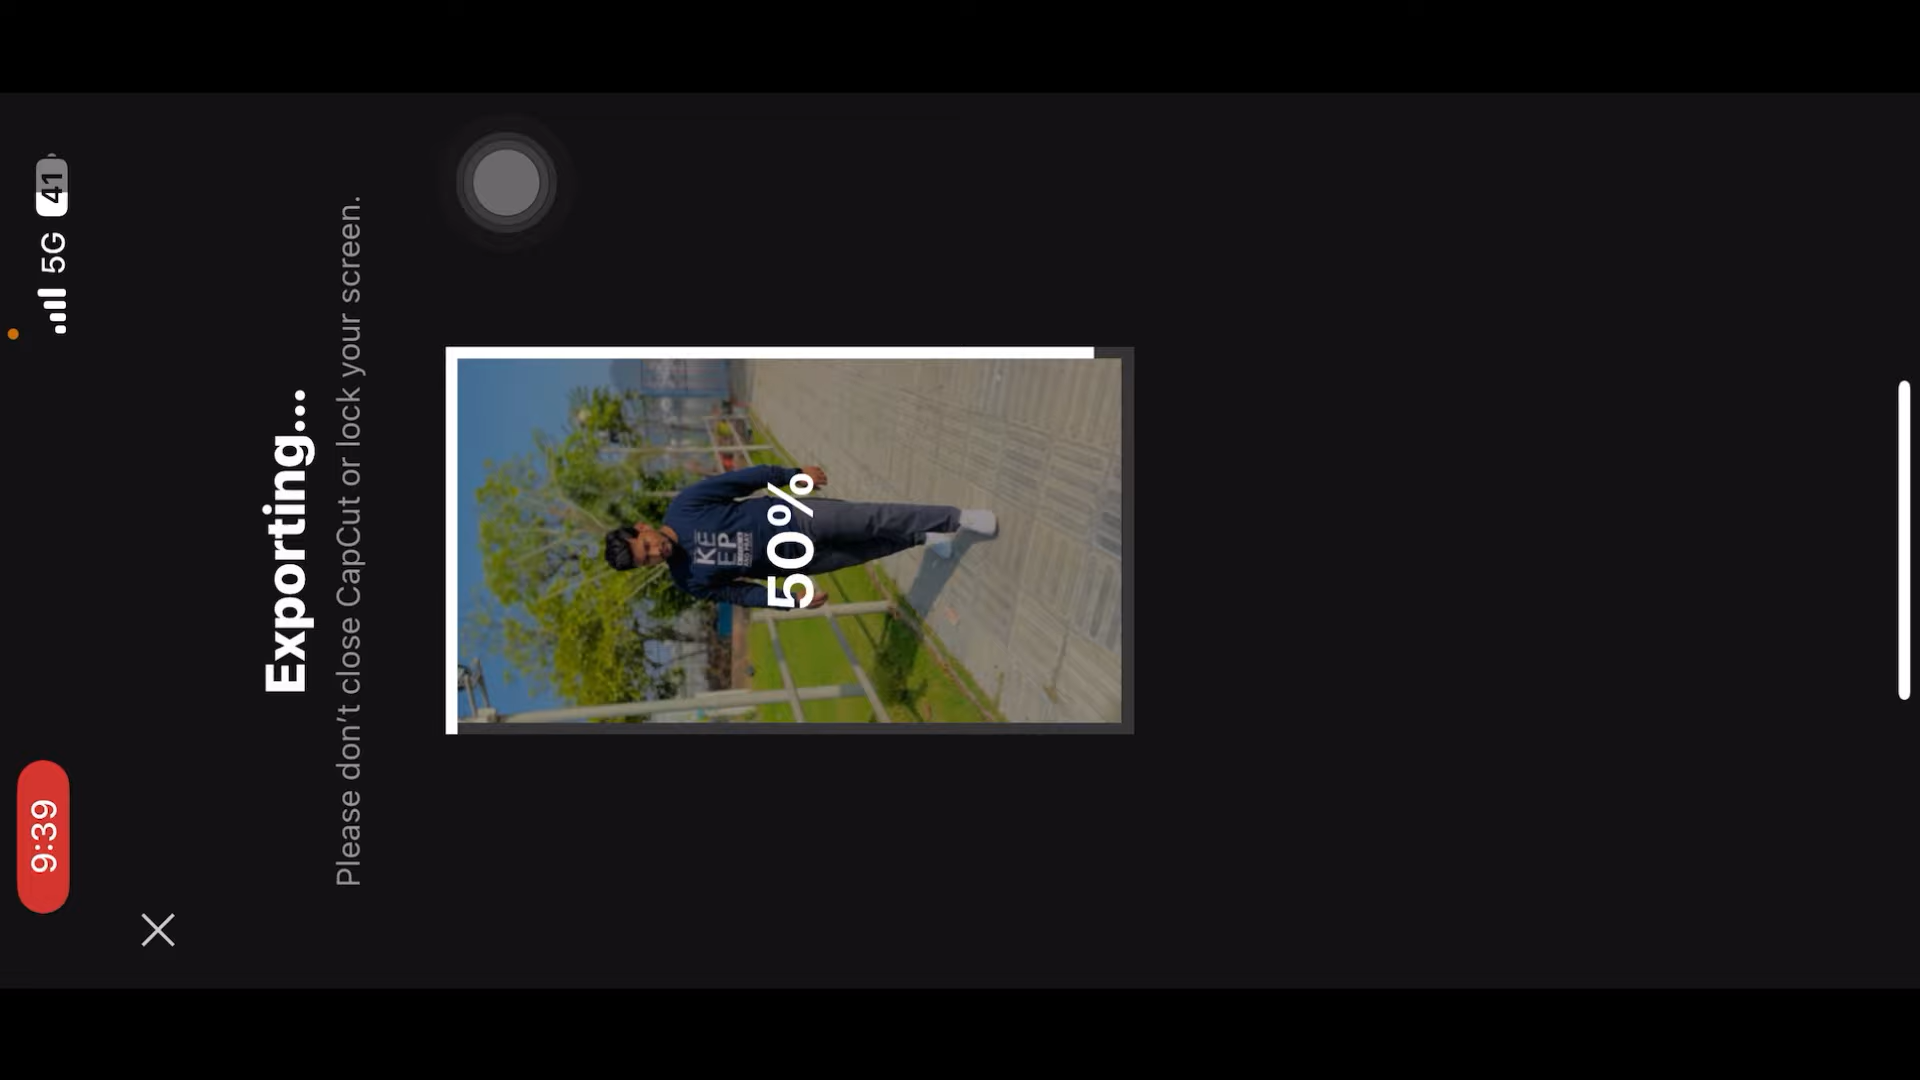 9:39
5G
41
Exporting...
Please don't close CapCut or lock your screen.
50%
KE
EP